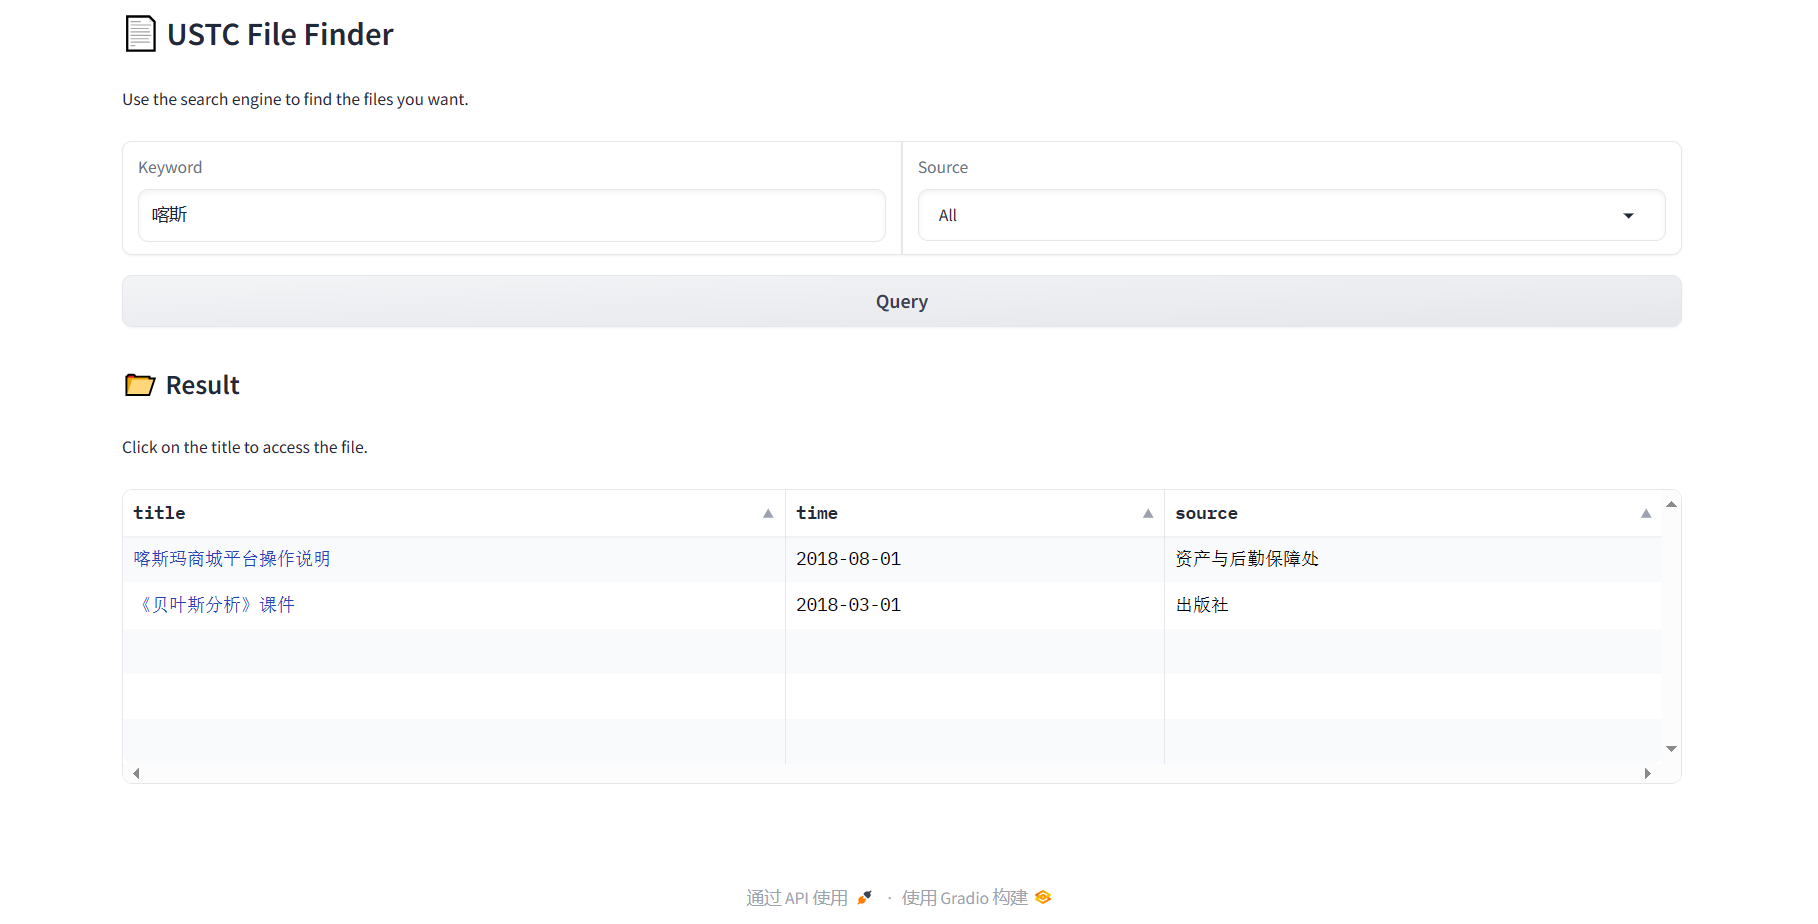 USTC File Finder
Use the search engine to find the files you want.
Keyword
Source
喀斯
All
Query
Result
Click on the title to access the file.
title
time
source
喀斯玛商城平台操作说明
2018-08-01
资产与后勤保障处
《贝叶斯分析》课件
2018-03-01
出版社
通过 API 使用 · 使用 Gradio 构建